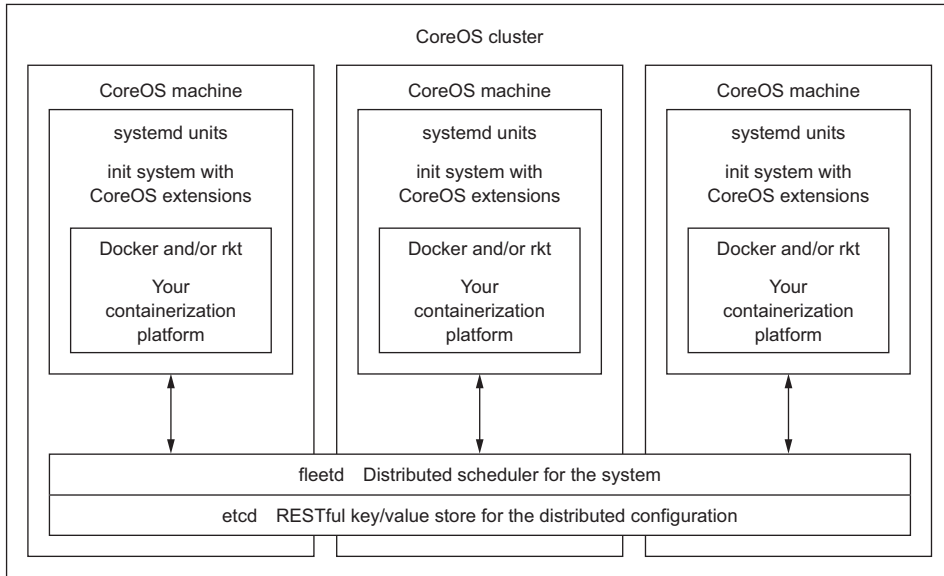 CoreOS cluster
CoreOS machine
systemd units
init system with
CoreOS extensions
Docker and/or rkt
Your
containerization
platform
CoreOS machine
systemd units
init system with
CoreOS extensions
Docker and/or rkt
Your
containerization
platform
CoreOS machine
systemd units
init system with
CoreOS extensions
Docker and/or rkt
Your
containerization
platform
fleetd Distributed scheduler for the system
etcd RESTful key/value store for the distributed configuration